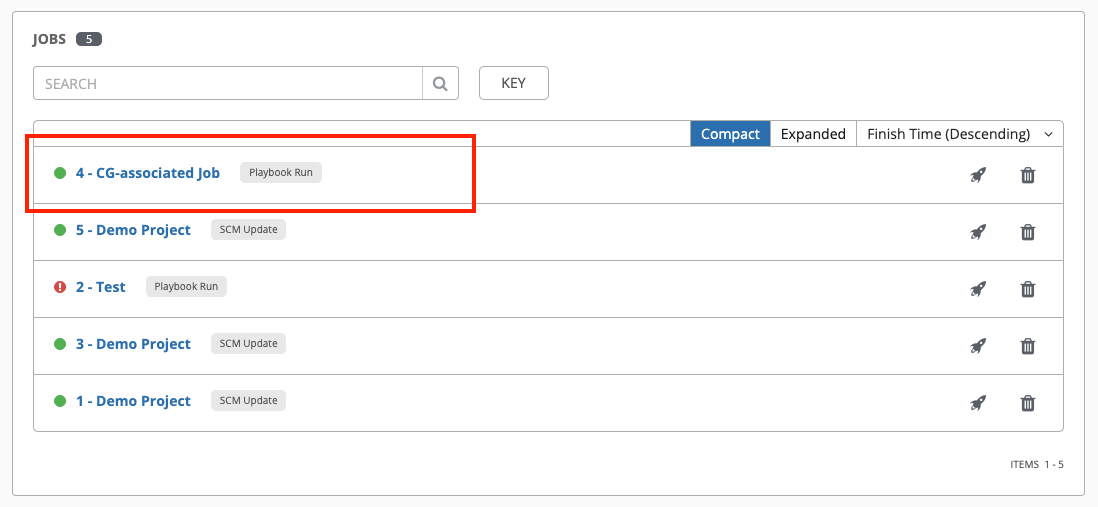 JOBS 5
SEARCH KEY
Compact Expanded Finish Time (Descending)
4 - CG-associated Job Playbook Run
5 - Demo Project SCM Update
2 - Test Playbook Run
3 - Demo Project SCM Update
1 - Demo Project SCM Update
ITEMS 1 - 5